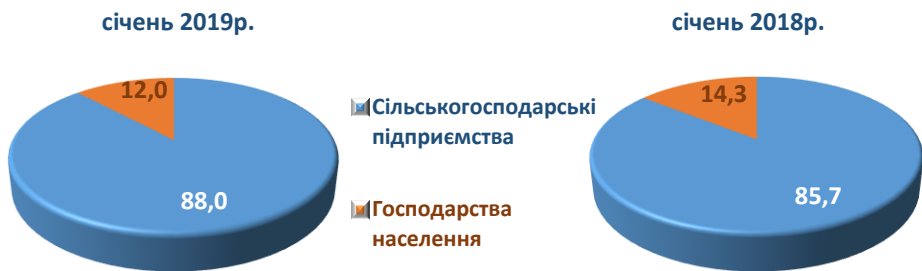 січень 2019р.
січень 2018р.
12,0
88,0
Сільськогосподарські
підприємства
Господарства
населення
14,3
85,7